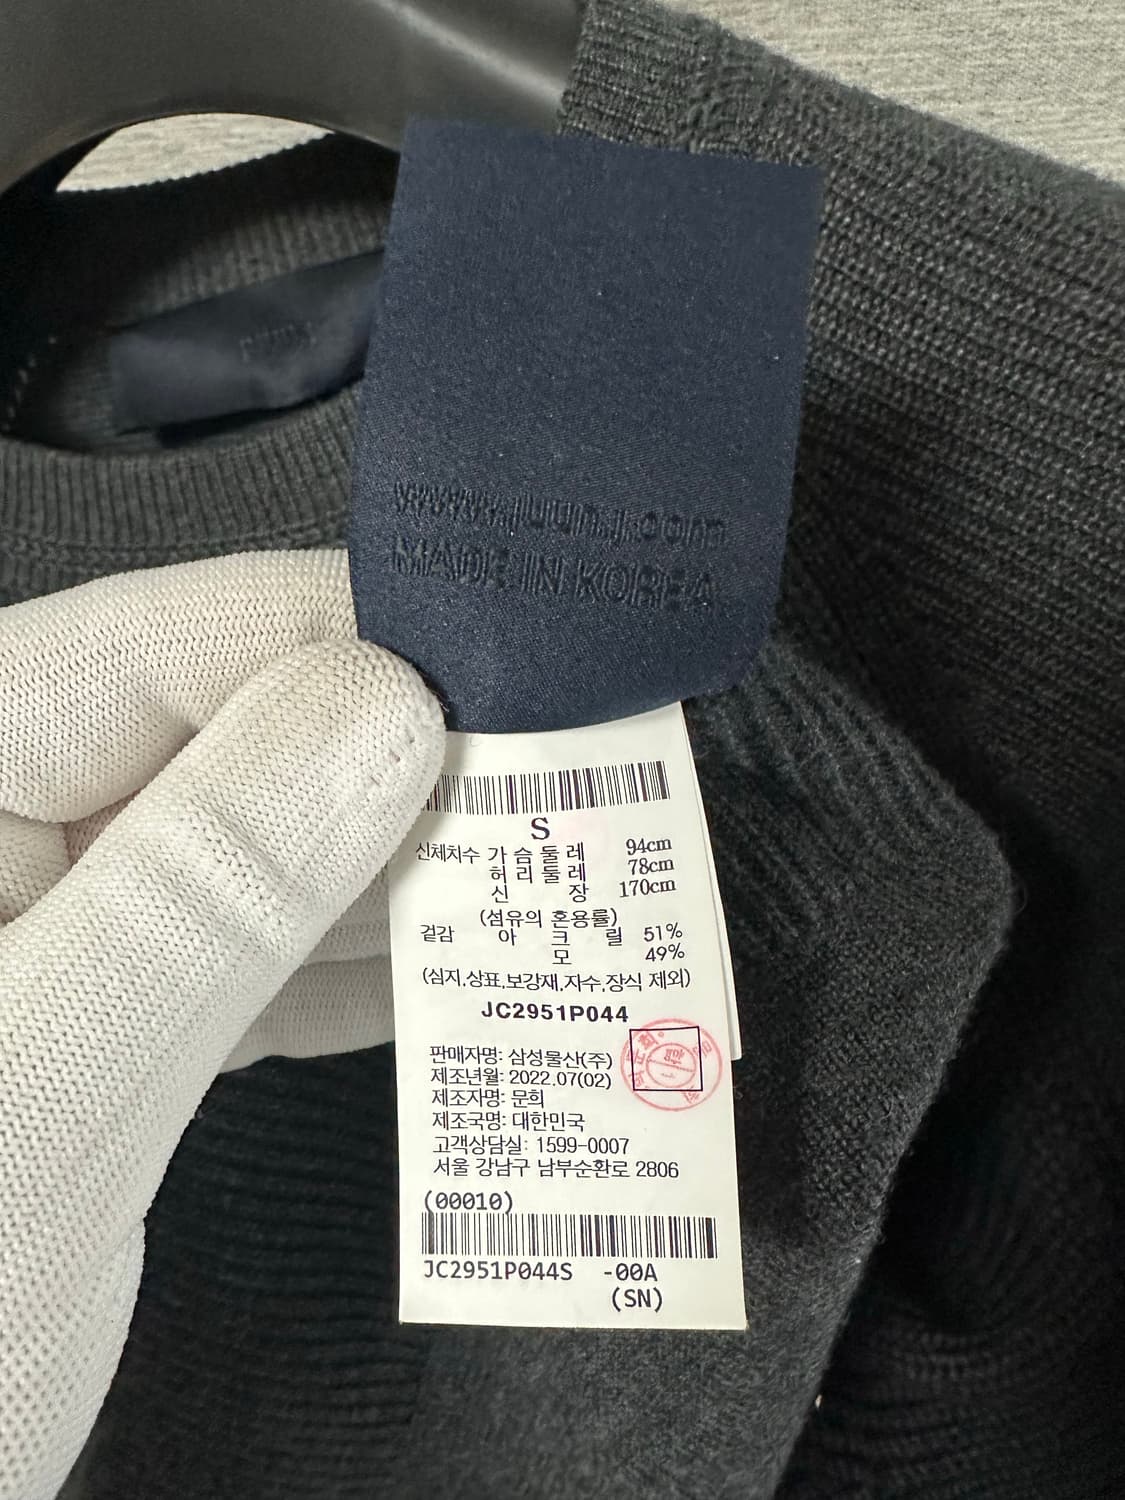 www.juunj.com
MADE IN KOREA
S
신체치수 가 슴 둘 레 94cm
허 리 둘 레 78cm
신 장 170cm
(섬유의 혼용률)
겉감 아 크 릴 51%
모 49%
(심지,상표,보강재,자수,장식 제외)
JC2951P044
판매자명: 삼성물산(주)
제조년월: 2022.07(02)
제조자명: 문희
제조국명: 대한민국
고객상담실: 1599-0007
서울 강남구 남부순환로 2806
(00010)
JC2951P044S -00A
(SN)